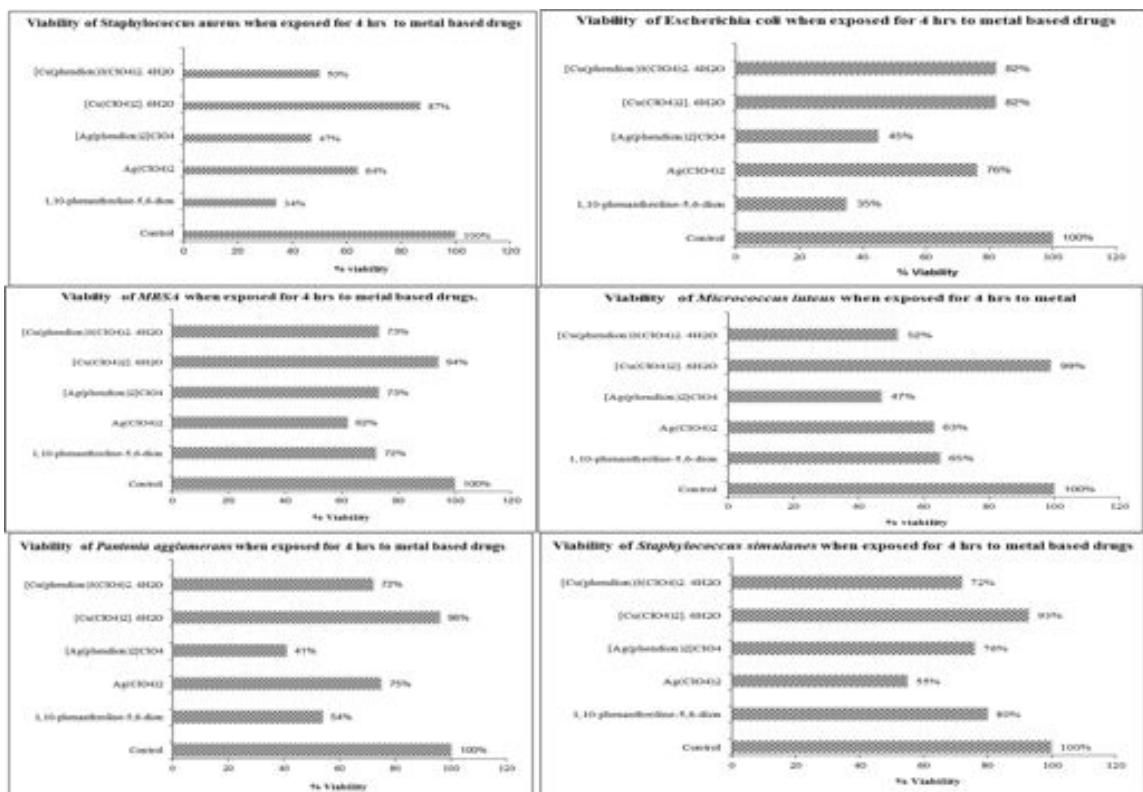 Viability of Staphylococcus aureus when exposed for 4 hrs to metal based drugs
[Cu(phendion)3(ClO4)2. 4H2O
50%
[Cu(ClO4)2]. 6H2O
87%
[Ag(phendion)2]ClO4
47%
Ag(ClO4)2
64%
1,10-phenanthroline-5,6-dion
34%
Control
100%
0 20 40 60 80 100 120
% viability
Viability of Escherichia coli when exposed for 4 hrs to metal based drugs
[Cu(phendion)3(ClO4)2. 4H2O
82%
[Cu(ClO4)2]. 6H2O
82%
[Ag(phendion)2]ClO4
45%
Ag(ClO4)2
76%
1,10-phenanthroline-5,6-dion
35%
Control
100%
0 20 40 60 80 100 120
% Viability
Viability of MRSA when exposed for 4 hrs to metal based drugs.
[Cu(phendion)3(ClO4)2. 4H2O
73%
[Cu(ClO4)2]. 6H2O
94%
[Ag(phendion)2]ClO4
73%
Ag(ClO4)2
62%
1,10-phenanthroline-5,6-dion
72%
Control
100%
0 20 40 60 80 100 120
% Viability
Viability of Micrococcus luteus when exposed for 4 hrs to metal
[Cu(phendion)3(ClO4)2. 4H2O
52%
[Cu(ClO4)2]. 6H2O
99%
[Ag(phendion)2]ClO4
47%
Ag(ClO4)2
63%
1,10-phenanthroline-5,6-dion
65%
Control
100%
0 20 40 60 80 100 120
% viability
Viability of Pantonia agglomerans when exposed for 4 hrs to metal based drugs
[Cu(phendion)3(ClO4)2. 4H2O
72%
[Cu(ClO4)2]. 6H2O
96%
[Ag(phendion)2]ClO4
41%
Ag(ClO4)2
75%
1,10-phenanthroline-5,6-dion
54%
Control
100%
0 20 40 60 80 100 120
% Viability
Viability of Staphylococcus simulanes when exposed for 4 hrs to metal based drugs
[Cu(phendion)3(ClO4)2. 4H2O
72%
[Cu(ClO4)2]. 6H2O
93%
[Ag(phendion)2]ClO4
76%
Ag(ClO4)2
55%
1,10-phenanthroline-5,6-dion
80%
Control
100%
0 20 40 60 80 100 120
% Viability